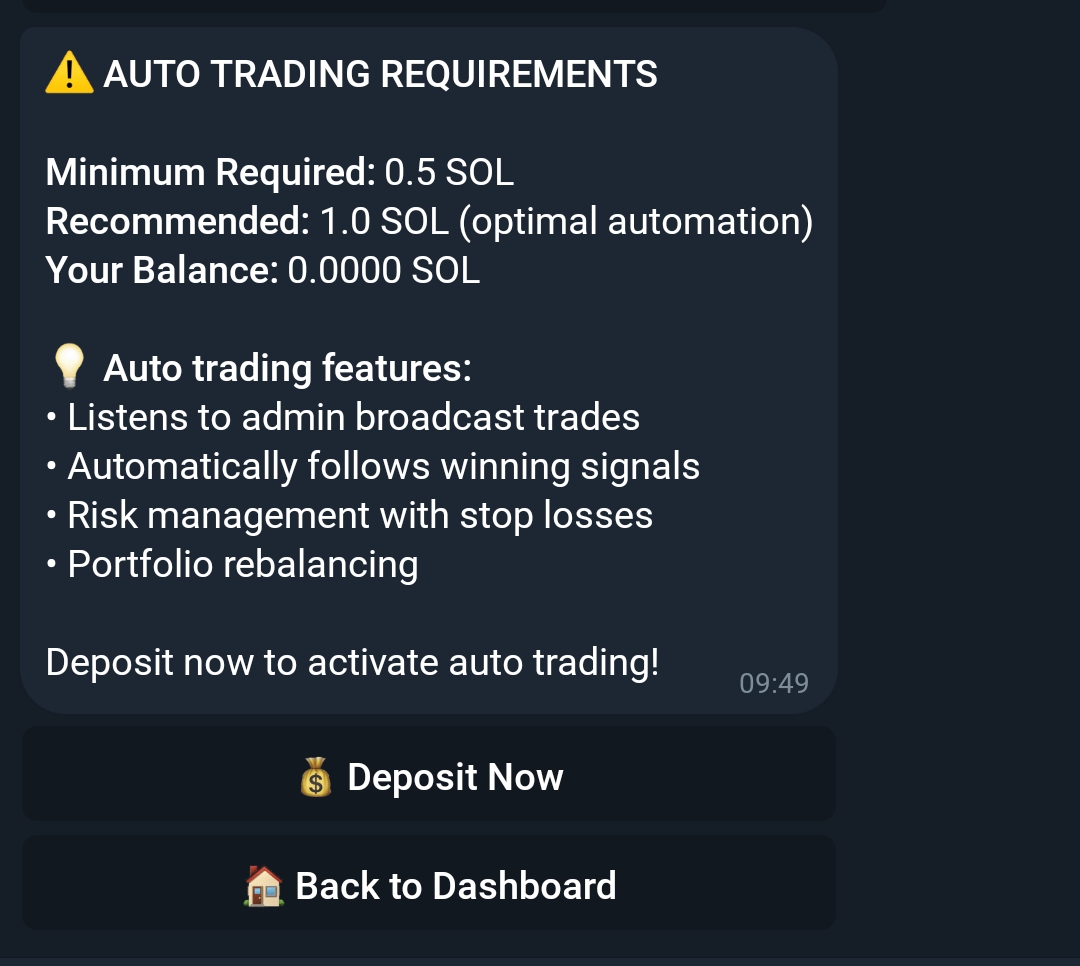 ⚠️ AUTO TRADING REQUIREMENTS
Minimum Required: 0.5 SOL
Recommended: 1.0 SOL (optimal automation)
Your Balance: 0.0000 SOL
💡 Auto trading features:
• Listens to admin broadcast trades
• Automatically follows winning signals
• Risk management with stop losses
• Portfolio rebalancing
Deposit now to activate auto trading!
09:49
💰 Deposit Now
🏠 Back to Dashboard